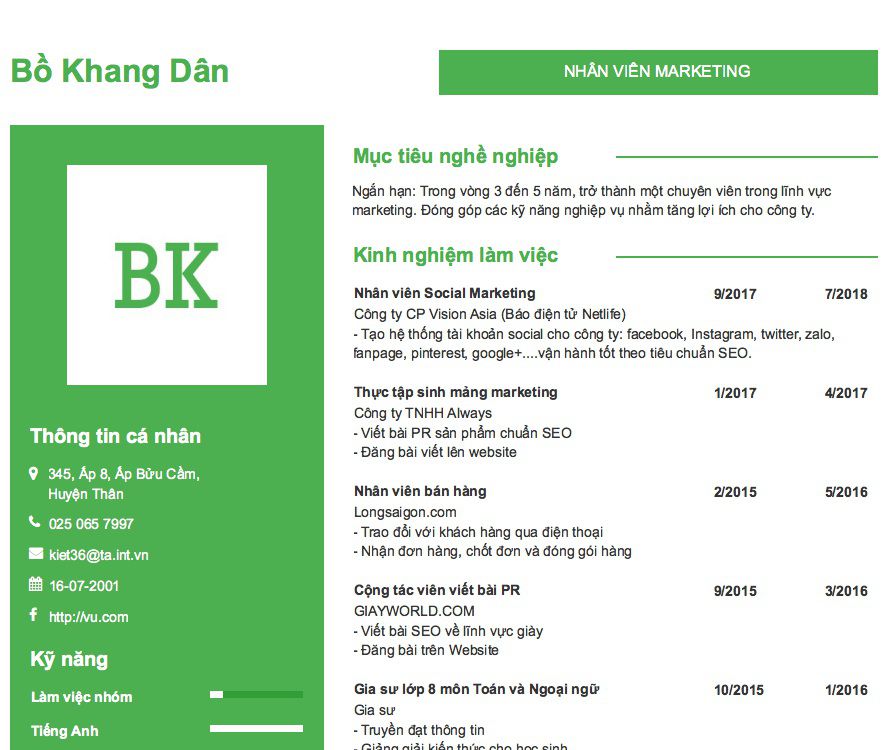 Bồ Khang Dân
NHÂN VIÊN MARKETING
BK
Thông tin cá nhân
345, Ấp 8, Ấp Bửu Cầm,
Huyện Thân
025 065 7997
kiet36@ta.int.vn
16-07-2001
http://vu.com
Kỹ năng
Làm việc nhóm
Tiếng Anh
Mục tiêu nghề nghiệp
Ngắn hạn: Trong vòng 3 đến 5 năm, trở thành một chuyên viên trong lĩnh vực
marketing. Đóng góp các kỹ năng nghiệp vụ nhằm tăng lợi ích cho công ty.
Kinh nghiệm làm việc
Nhân viên Social Marketing 9/2017 7/2018
Công ty CP Vision Asia (Báo điện tử Netlife)
- Tạo hệ thống tài khoản social cho công ty: facebook, Instagram, twitter, zalo,
fanpage, pinterest, google+....vận hành tốt theo tiêu chuẩn SEO.
Thực tập sinh mảng marketing 1/2017 4/2017
Công ty TNHH Always
- Viết bài PR sản phẩm chuẩn SEO
- Đăng bài viết lên website
Nhân viên bán hàng 2/2015 5/2016
Longsaigon.com
- Trao đổi với khách hàng qua điện thoại
- Nhận đơn hàng, chốt đơn và đóng gói hàng
Cộng tác viên viết bài PR 9/2015 3/2016
GIAYWORLD.COM
- Viết bài SEO về lĩnh vực giày
- Đăng bài trên Website
Gia sư lớp 8 môn Toán và Ngoại ngữ 10/2015 1/2016
Gia sư
- Truyền đạt thông tin
- Giảng giải kiến thức cho học sinh